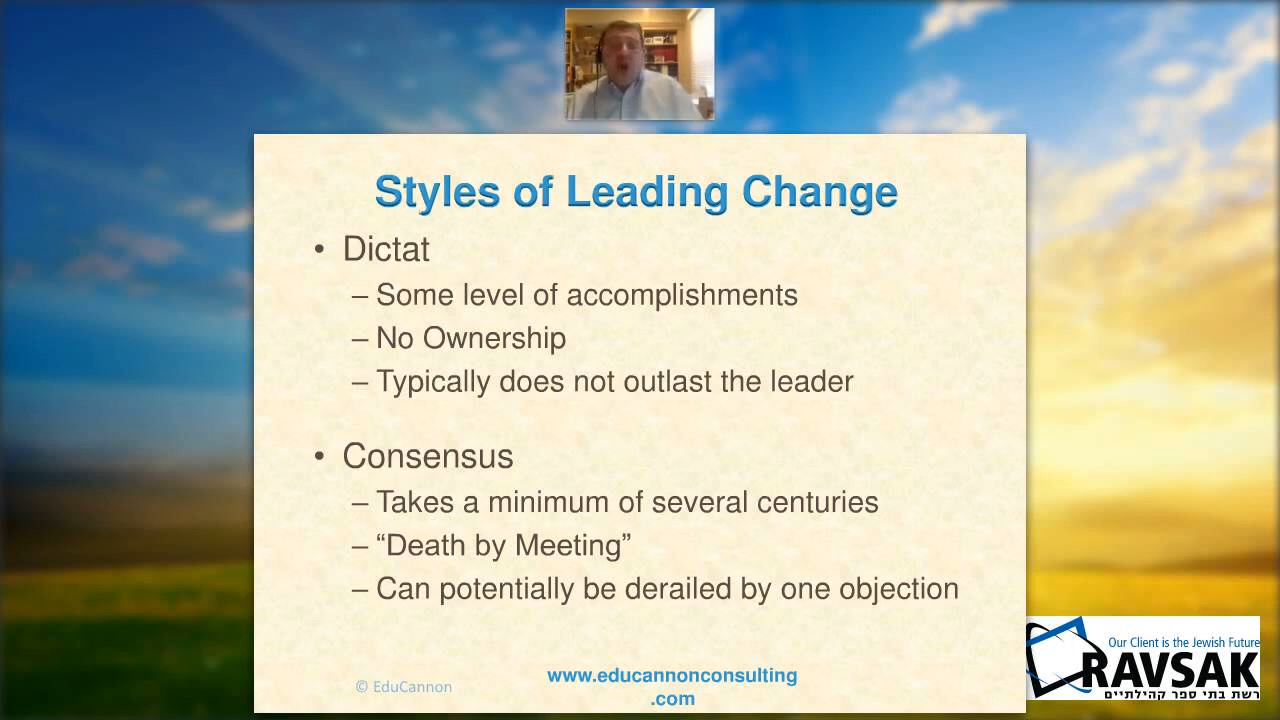 Styles of Leading Change
• Dictat
– Some level of accomplishments
– No Ownership
– Typically does not outlast the leader
• Consensus
– Takes a minimum of several centuries
– “Death by Meeting”
– Can potentially be derailed by one objection
© EduCannon
www.educannonconsulting
.com
Our Client is the Jewish Future
RAVSAK
רשת בתי ספר קהילתיים